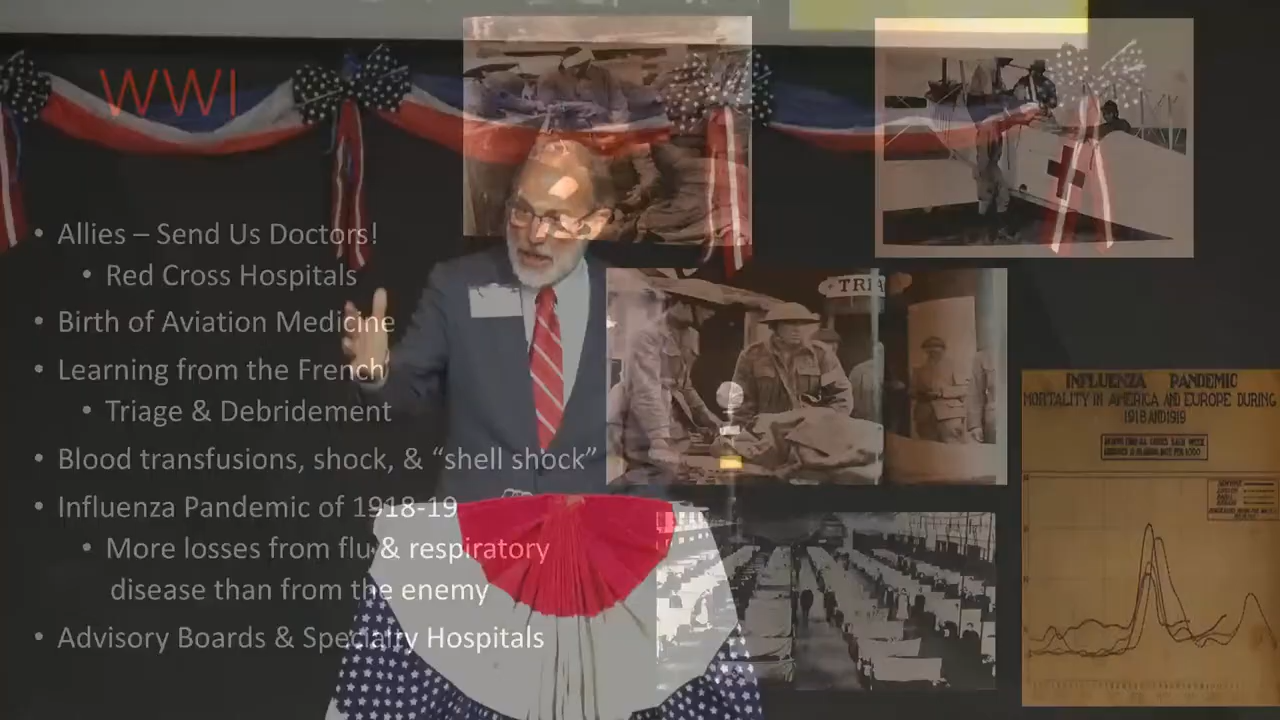 WWI
• Allies – Send Us Doctors!
• Red Cross Hospitals
• Birth of Aviation Medicine
• Learning from the French
• Triage & Debridement
• Blood transfusions, shock, & “shell shock”
• Influenza Pandemic of 1918-19
• More losses from flu & respiratory
disease than from the enemy
• Advisory Boards & Specialty Hospitals
TRIA
INFLUENZA PANDEMIC
MORTALITY IN AMERICA AND EUROPE DURING
1918 AND 1919